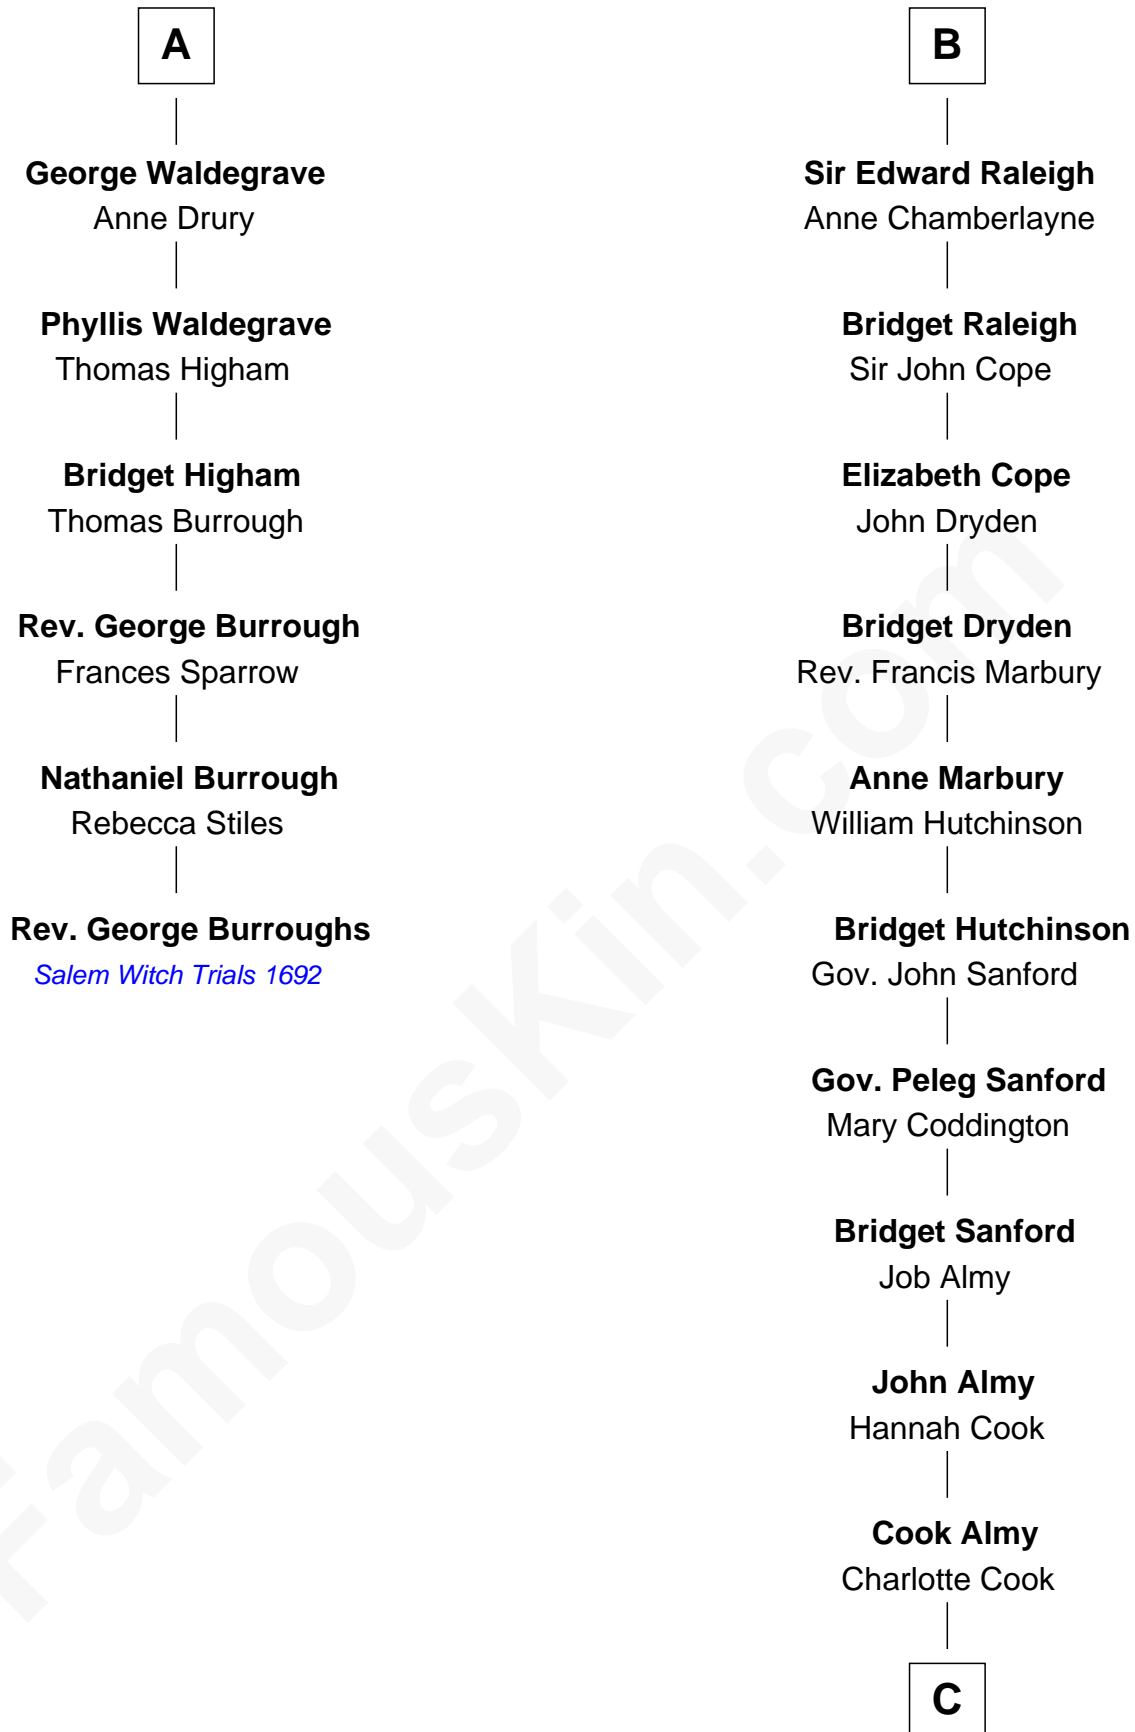 A
George Waldegrave
Anne Drury
Phyllis Waldegrave
Thomas Higham
Bridget Higham
Thomas Burrough
Rev. George Burrough
Frances Sparrow
Nathaniel Burrough
Rebecca Stiles
Rev. George Burroughs
Salem Witch Trials 1692
B
Sir Edward Raleigh
Anne Chamberlayne
Bridget Raleigh
Sir John Cope
Elizabeth Cope
John Dryden
Bridget Dryden
Rev. Francis Marbury
Anne Marbury
William Hutchinson
Bridget Hutchinson
Gov. John Sanford
Gov. Peleg Sanford
Mary Coddington
Bridget Sanford
Job Almy
John Almy
Hannah Cook
Cook Almy
Charlotte Cook
C
FamousKin.com